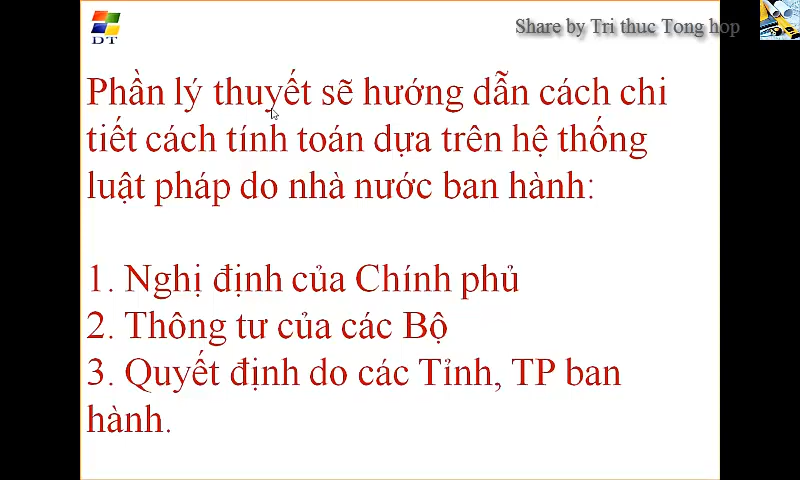 DT
Share by Tri thuc Tong hop
Phần lý thuyết sẽ hướng dẫn cách chi
tiết cách tính toán dựa trên hệ thống
luật pháp do nhà nước ban hành:
1. Nghị định của Chính phủ
2. Thông tư của các Bộ
3. Quyết định do các Tỉnh, TP ban
hành.